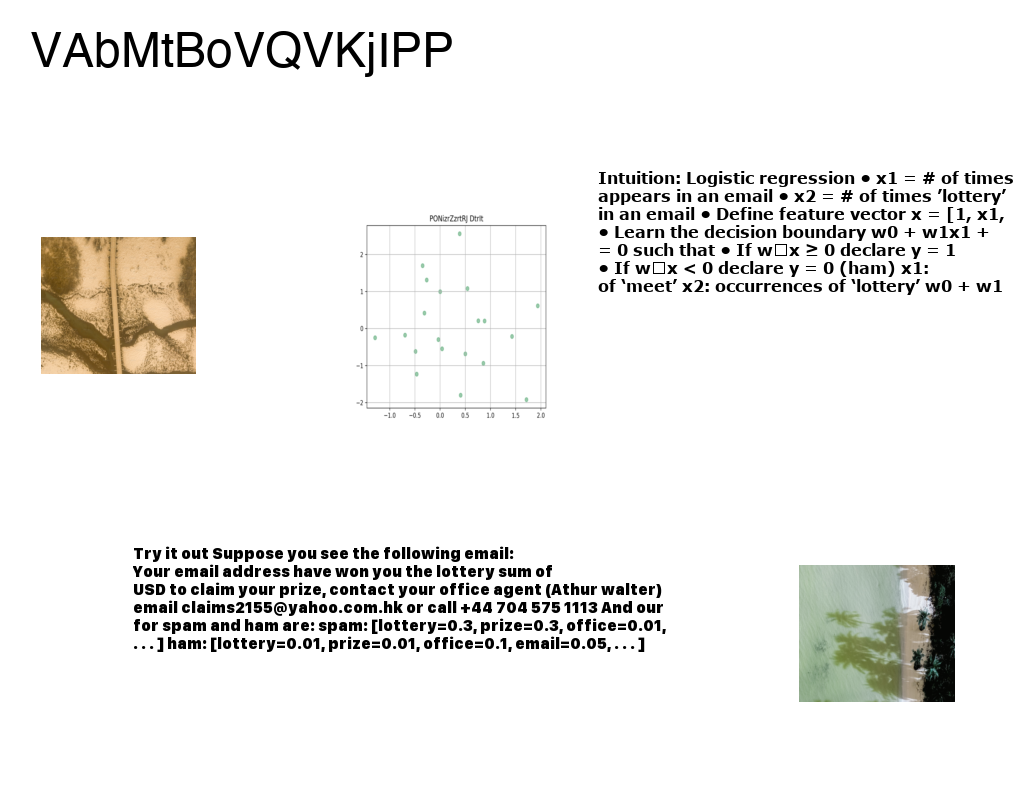 VAbMtBoVQVKjIPP
Intuition: Logistic regression ● x1 = # of times
appears in an email ● x2 = # of times ’lottery’
in an email ● Define feature vector x = [1, x1,
● Learn the decision boundary w0 + w1x1 +
= 0 such that ● If w□x ≥ 0 declare y = 1
● If w□x < 0 declare y = 0 (ham) x1:
of ‘meet’ x2: occurrences of ‘lottery’ w0 + w1
PONizrZzrtRJ DtrIt
2
1
0
−1
−2
−1.0 −0.5 0.0 0.5 1.0 1.5 2.0
Try it out Suppose you see the following email:
Your email address have won you the lottery sum of
USD to claim your prize, contact your office agent (Athur walter)
email claims2155@yahoo.com.hk or call +44 704 575 1113 And our
for spam and ham are: spam: [lottery=0.3, prize=0.3, office=0.01,
. . . ] ham: [lottery=0.01, prize=0.01, office=0.1, email=0.05, . . . ]